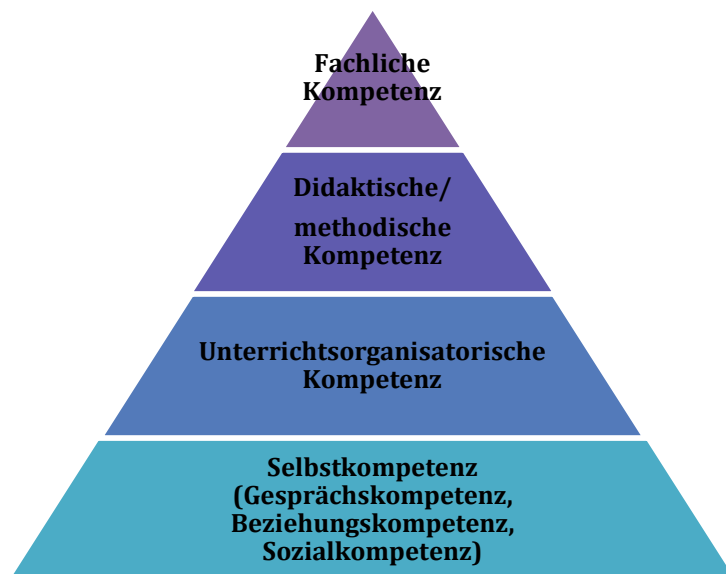 Fachliche
Kompetenz
Didaktische/
methodische
Kompetenz
Unterrichtsorganisatorische
Kompetenz
Selbstkompetenz
(Gesprächskompetenz,
Beziehungskompetenz,
Sozialkompetenz)